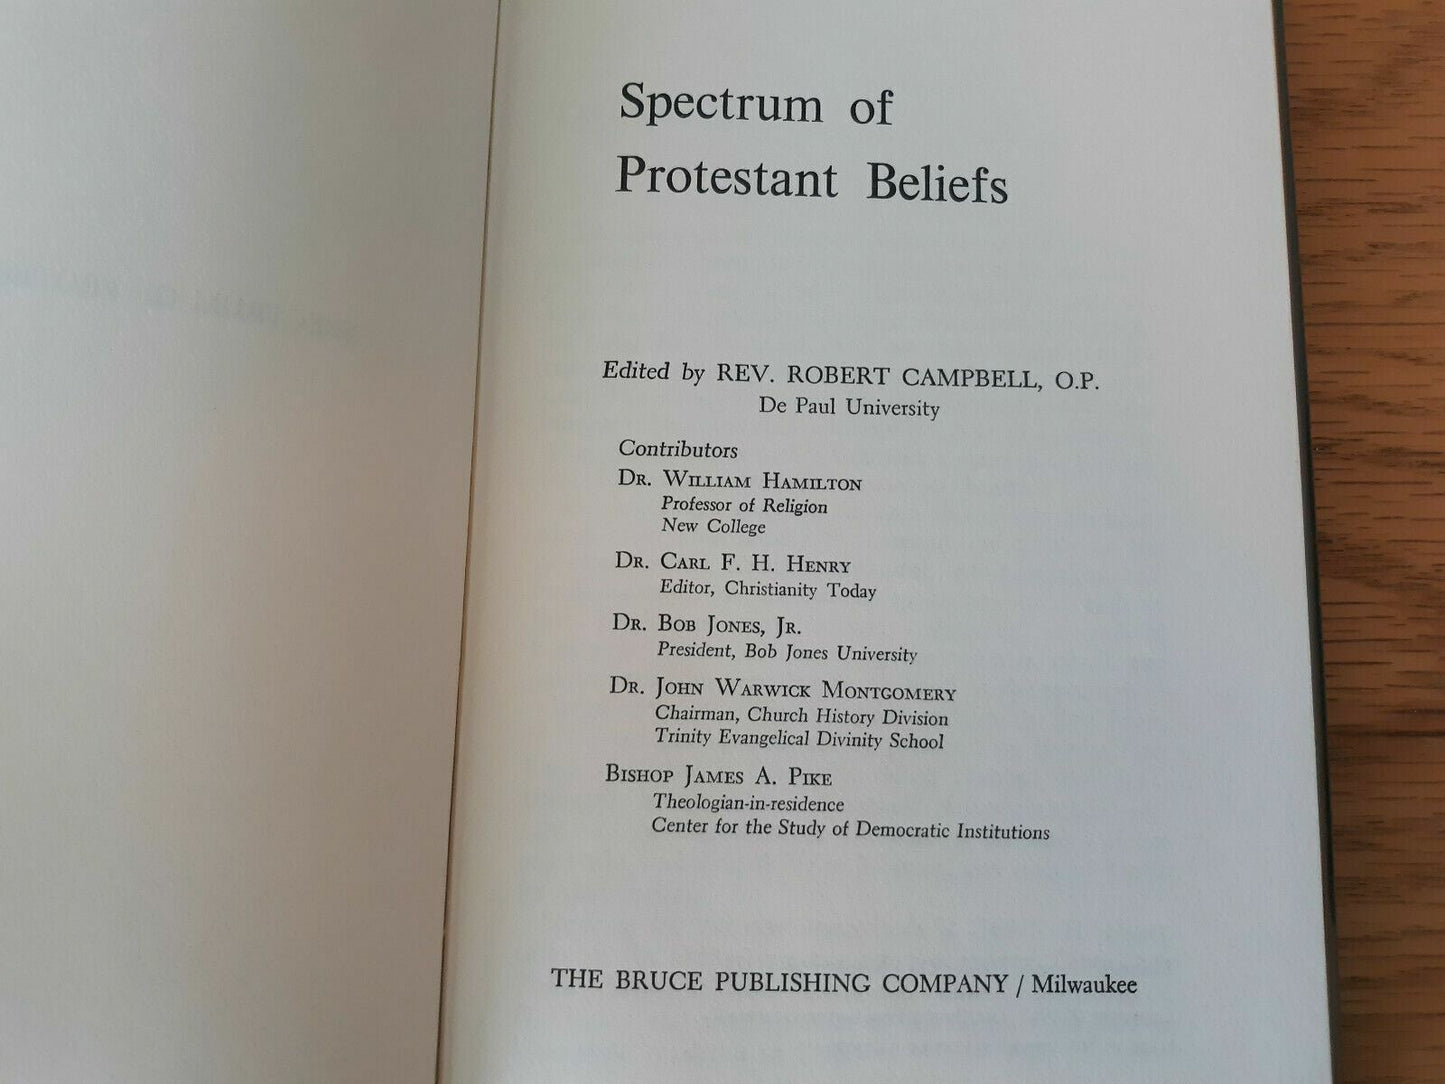 Spectrum of
Protestant Beliefs
Edited by REV. ROBERT CAMPBELL, O.P.
De Paul University
Contributors
DR. WILLIAM HAMILTON
Professor of Religion
New College
DR. CARL F. H. HENRY
Editor, Christianity Today
DR. BOB JONES, JR.
President, Bob Jones University
DR. JOHN WARWICK MONTGOMERY
Chairman, Church History Division
Trinity Evangelical Divinity School
BISHOP JAMES A. PIKE
Theologian-in-residence
Center for the Study of Democratic Institutions
THE BRUCE PUBLISHING COMPANY / Milwaukee